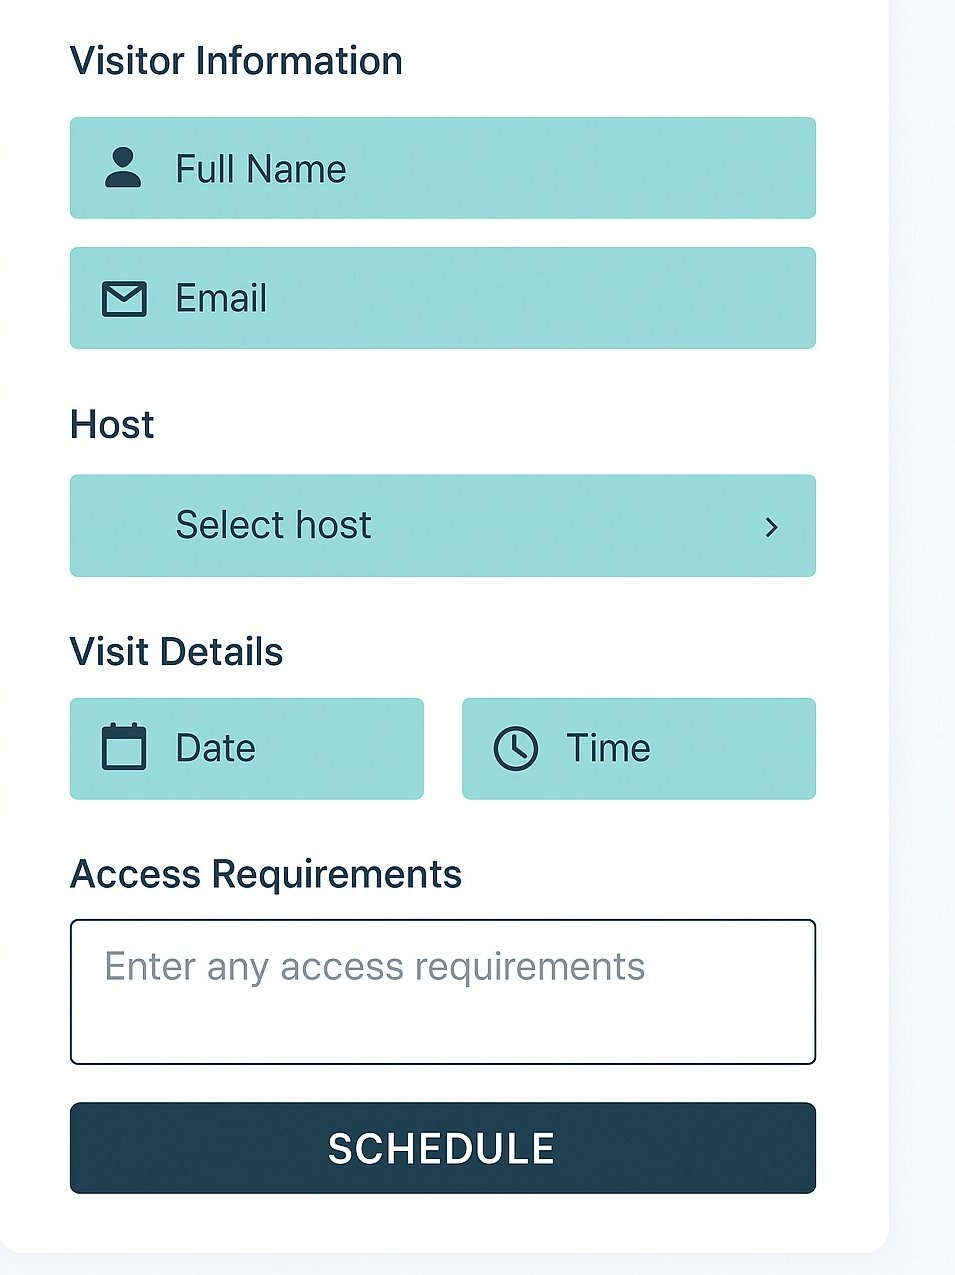 Visitor Information
Full Name
Email
Host
Select host
Visit Details
Date
Time
Access Requirements
Enter any access requirements
SCHEDULE